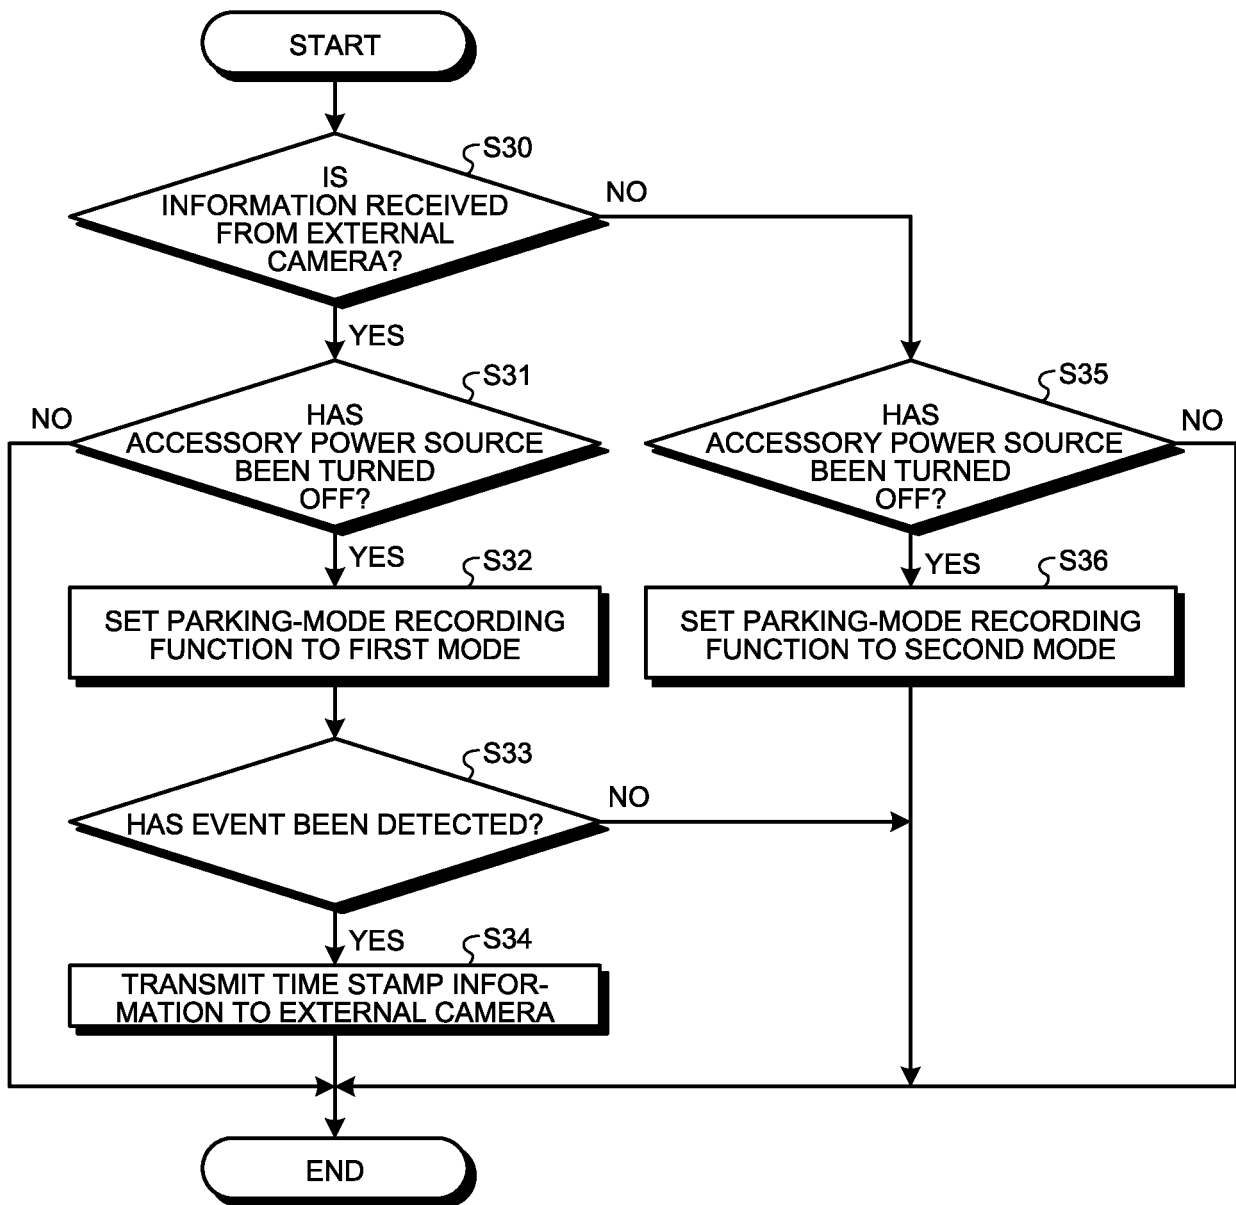 START
S30
IS
INFORMATION RECEIVED
FROM EXTERNAL
CAMERA?
NO
YES
S31
NO
HAS
ACCESSORY POWER SOURCE
BEEN TURNED
OFF?
S35
HAS
ACCESSORY POWER SOURCE
BEEN TURNED
OFF?
NO
YES
S32
SET PARKING-MODE RECORDING
FUNCTION TO FIRST MODE
YES
S36
SET PARKING-MODE RECORDING
FUNCTION TO SECOND MODE
S33
HAS EVENT BEEN DETECTED?
NO
YES
S34
TRANSMIT TIME STAMP INFOR-
MATION TO EXTERNAL CAMERA
END